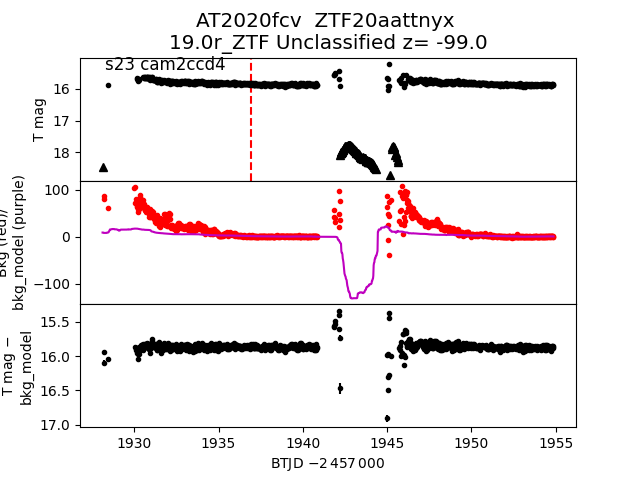 AT2020fcv  ZTF20aattnyx
19.0r_ZTF Unclassified z= -99.0
s23 cam2ccd4
T mag
16
17
18
bkg_model (purple)
100
0
−100
T mag −
bkg_model
15.5
16.0
16.5
17.0
1930 1935 1940 1945 1950 1955
BTJD −2 457 000